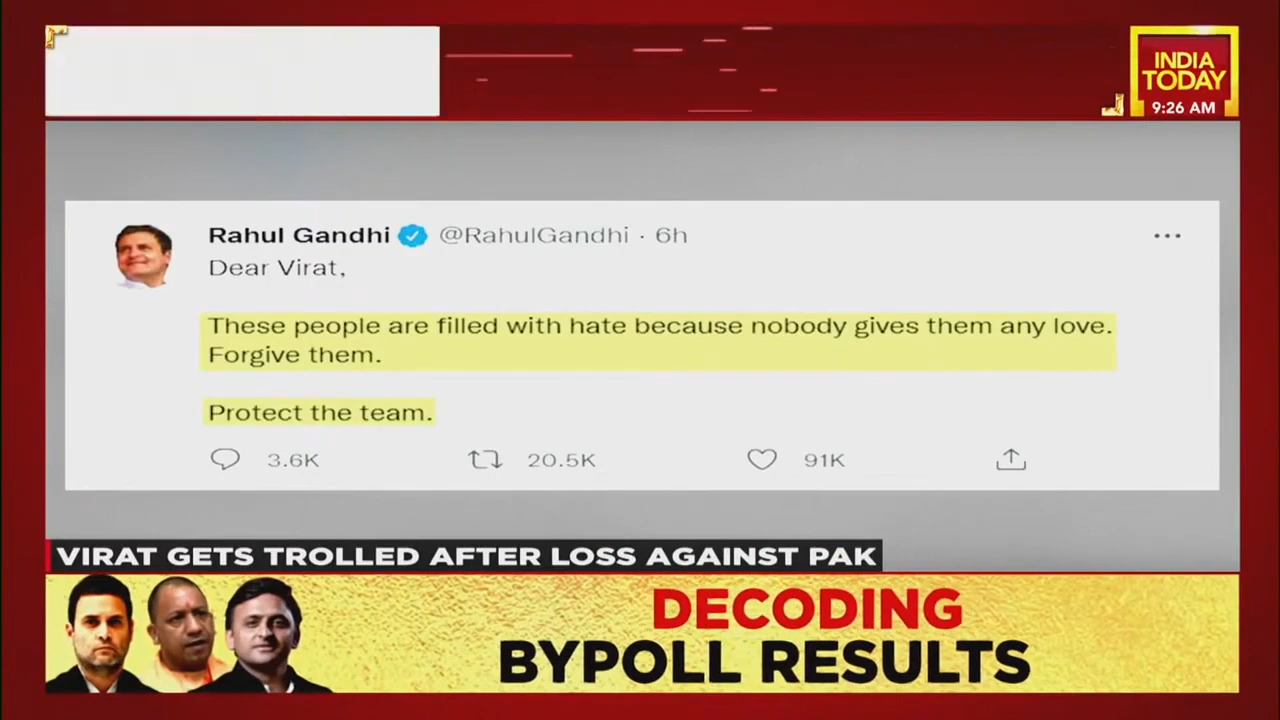 INDIA
TODAY
9:26 AM
Rahul Gandhi @RahulGandhi · 6h
Dear Virat,
These people are filled with hate because nobody gives them any love.
Forgive them.
Protect the team.
3.6K 20.5K 91K
VIRAT GETS TROLLED AFTER LOSS AGAINST PAK
DECODING
BYPOLL RESULTS